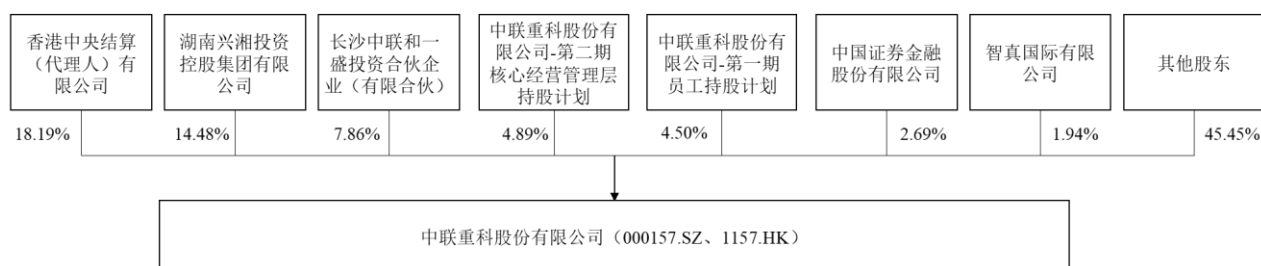 香港中央结算
（代理人）有
限公司
湖南兴湘投资
控股集团有限
公司
长沙中联和一
盛投资合伙企
业（有限合伙）
中联重科股份有
限公司-第二期
核心经营管理层
持股计划
中联重科股份有
限公司-第一期
员工持股计划
中国证券金融
股份有限公司
智真国际有限
公司
其他股东
18.19%
14.48%
7.86%
4.89%
4.50%
2.69%
1.94%
45.45%
中联重科股份有限公司（000157.SZ、1157.HK）